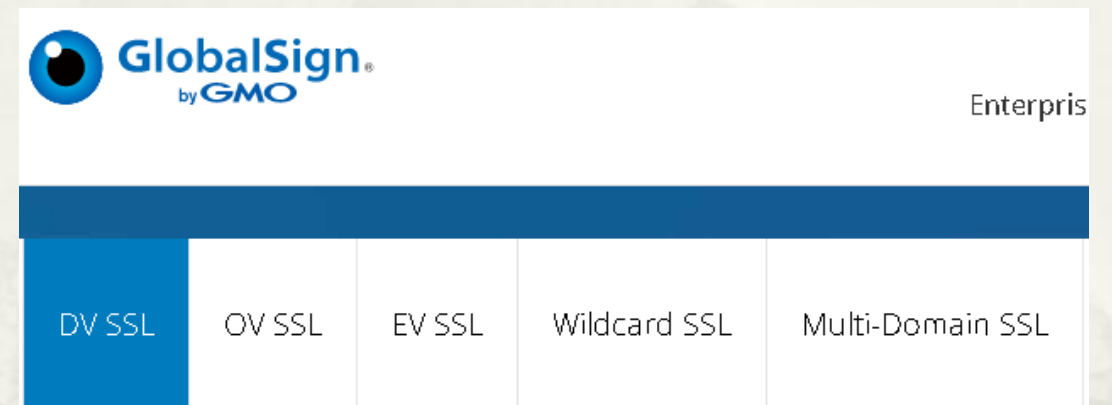 GlobalSign®
by GMO
Enterpris
DV SSL
OV SSL
EV SSL
Wildcard SSL
Multi-Domain SSL